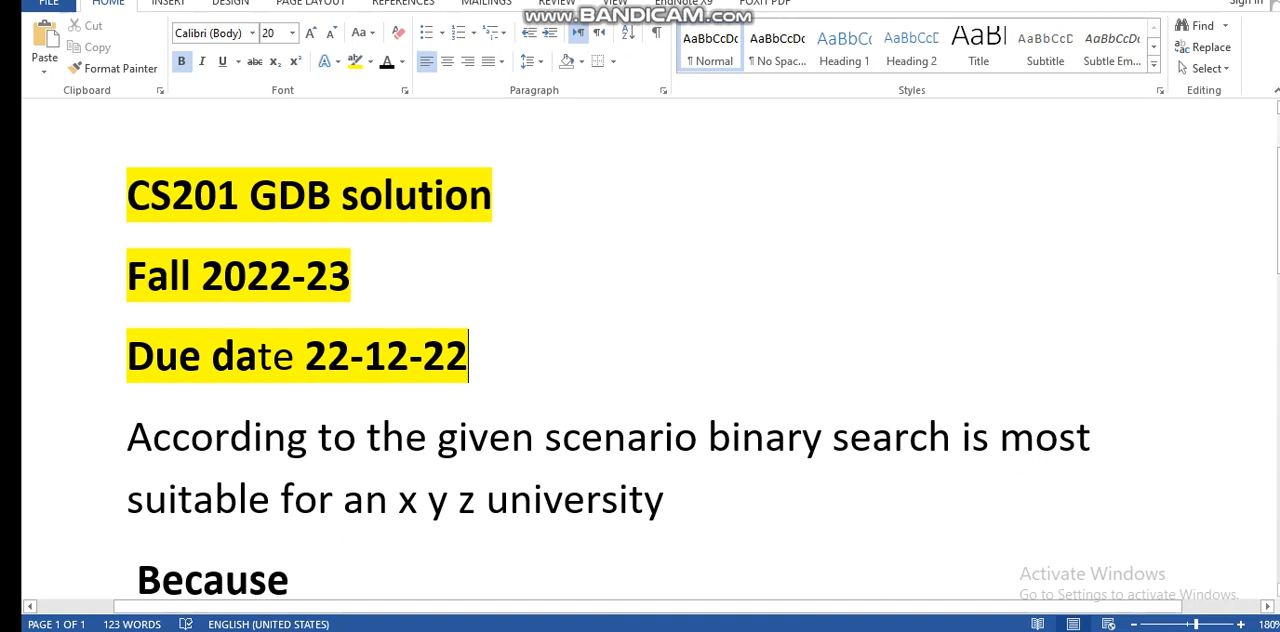 FILE HOME INSERT DESIGN PAGE LAYOUT REFERENCES MAILINGS REVIEW VIEW EndNote X9 FOXIT PDF Sign in
www.BANDICAM.com
Cut
Copy
Format Painter
Paste
Calibri (Body) 20
AaBbCcDc AaBbCcDc AaBbC AaBbCcE AaB AaBbCcD AaBbCcDc
¶ Normal ¶ No Spac... Heading 1 Heading 2 Title Subtitle Subtle Em...
Find
Replace
Select
Clipboard Font Paragraph Styles Editing
CS201 GDB solution
Fall 2022-23
Due date 22-12-22
According to the given scenario binary search is most
suitable for an x y z university
Because
Activate Windows
Go to Settings to activate Windows.
PAGE 1 OF 1 123 WORDS ENGLISH (UNITED STATES) 180%